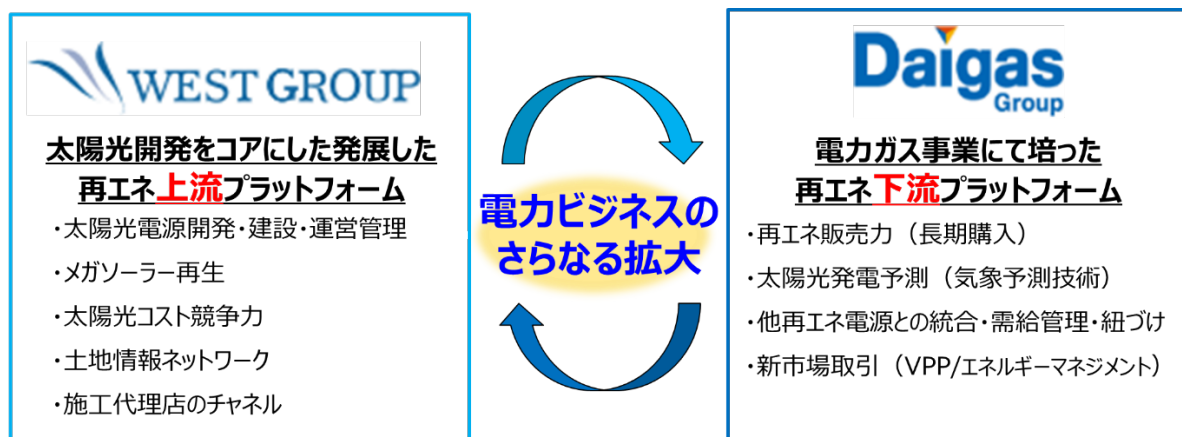 WEST GROUP
太陽光開発をコアにした発展した
再エネ上流プラットフォーム
・太陽光電源開発・建設・運営管理
・メガソーラー再生
・太陽光コスト競争力
・土地情報ネットワーク
・施工代理店のチャネル
電力ビジネスの
さらなる拡大
Daigas
Group
電力ガス事業にて培った
再エネ下流プラットフォーム
・再エネ販売力（長期購入）
・太陽光発電予測（気象予測技術）
・他再エネ電源との統合・需給管理・紐づけ
・新市場取引（VPP/エネルギーマネジメント）